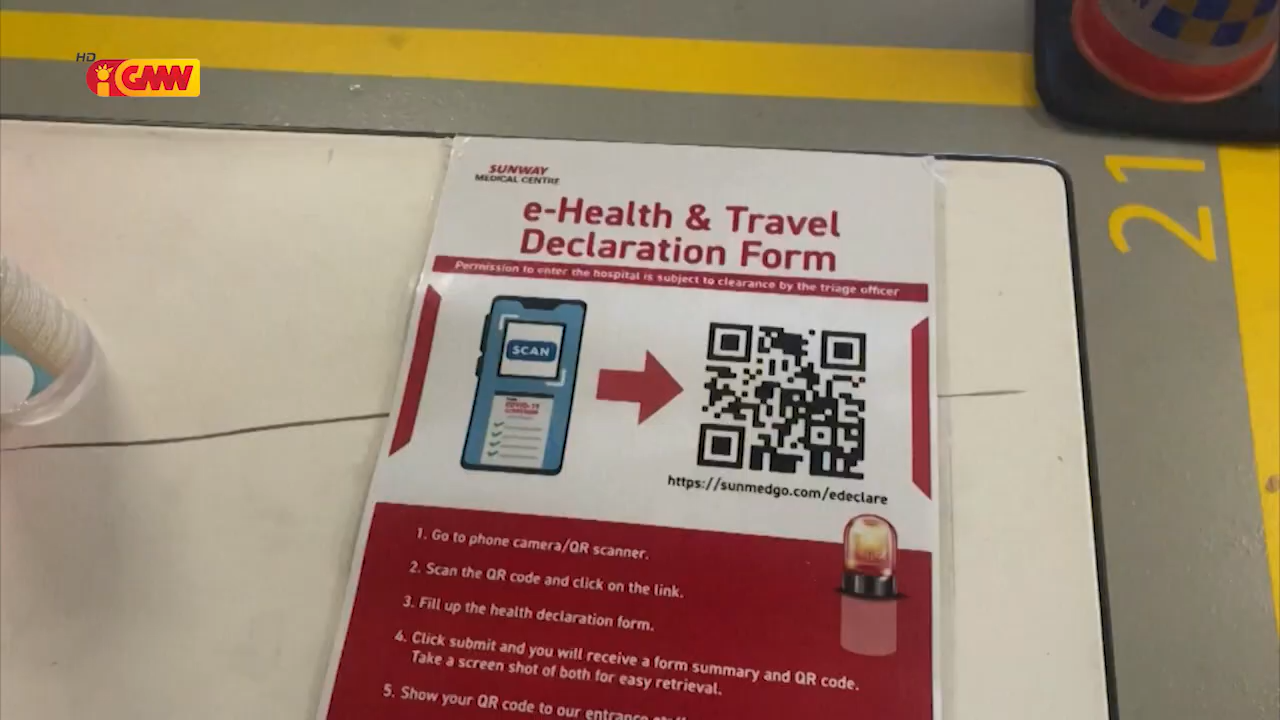 HD
iGMW
21
SUNWAY
MEDICAL CENTRE
e-Health & Travel
Declaration Form
Permission to enter the hospital is subject to clearance by the triage officer
SCAN
https://sunmedgo.com/edeclare
1. Go to phone camera/QR scanner.
2. Scan the QR code and click on the link.
3. Fill up the health declaration form.
4. Click submit and you will receive a form summary and QR code.
Take a screen shot of both for easy retrieval.
5. Show your QR code to our entrance